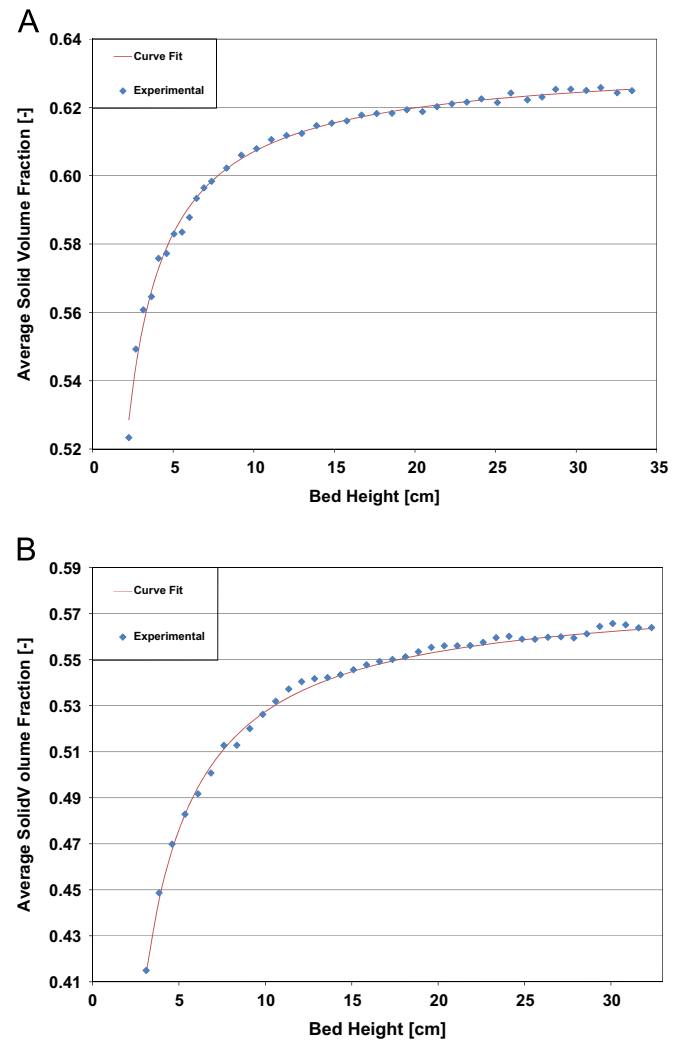 A
0.64
Curve Fit
Experimental
0.62
0.60
0.58
0.56
0.54
0.52
Average Solid Volume Fraction [-]
0 5 10 15 20 25 30 35
Bed Height [cm]
B
0.59
Curve Fit
0.57
Experimental
0.55
0.53
0.51
0.49
0.47
0.45
0.43
0.41
Average SolidV olume Fraction [-]
0 5 10 15 20 25 30
Bed Height [cm]